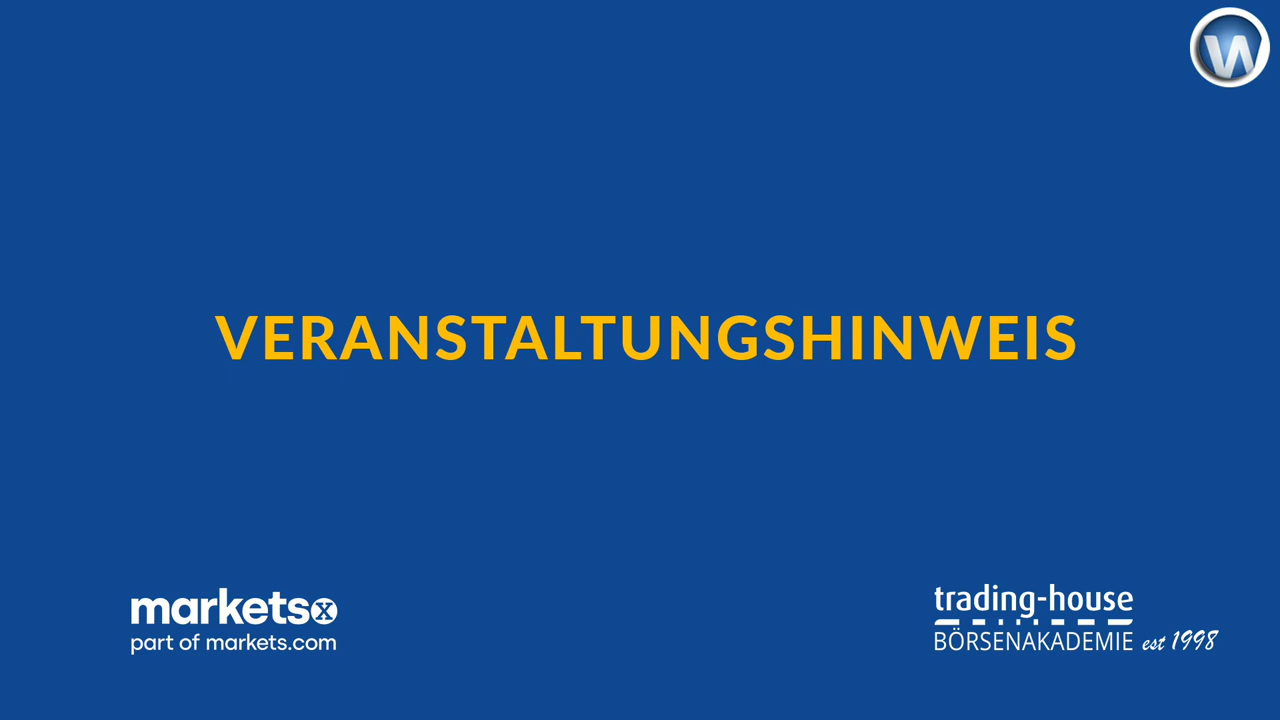 W
VERANSTALTUNGSHINWEIS
marketsx
part of markets.com
trading-house
BÖRSENAKADEMIE est 1998